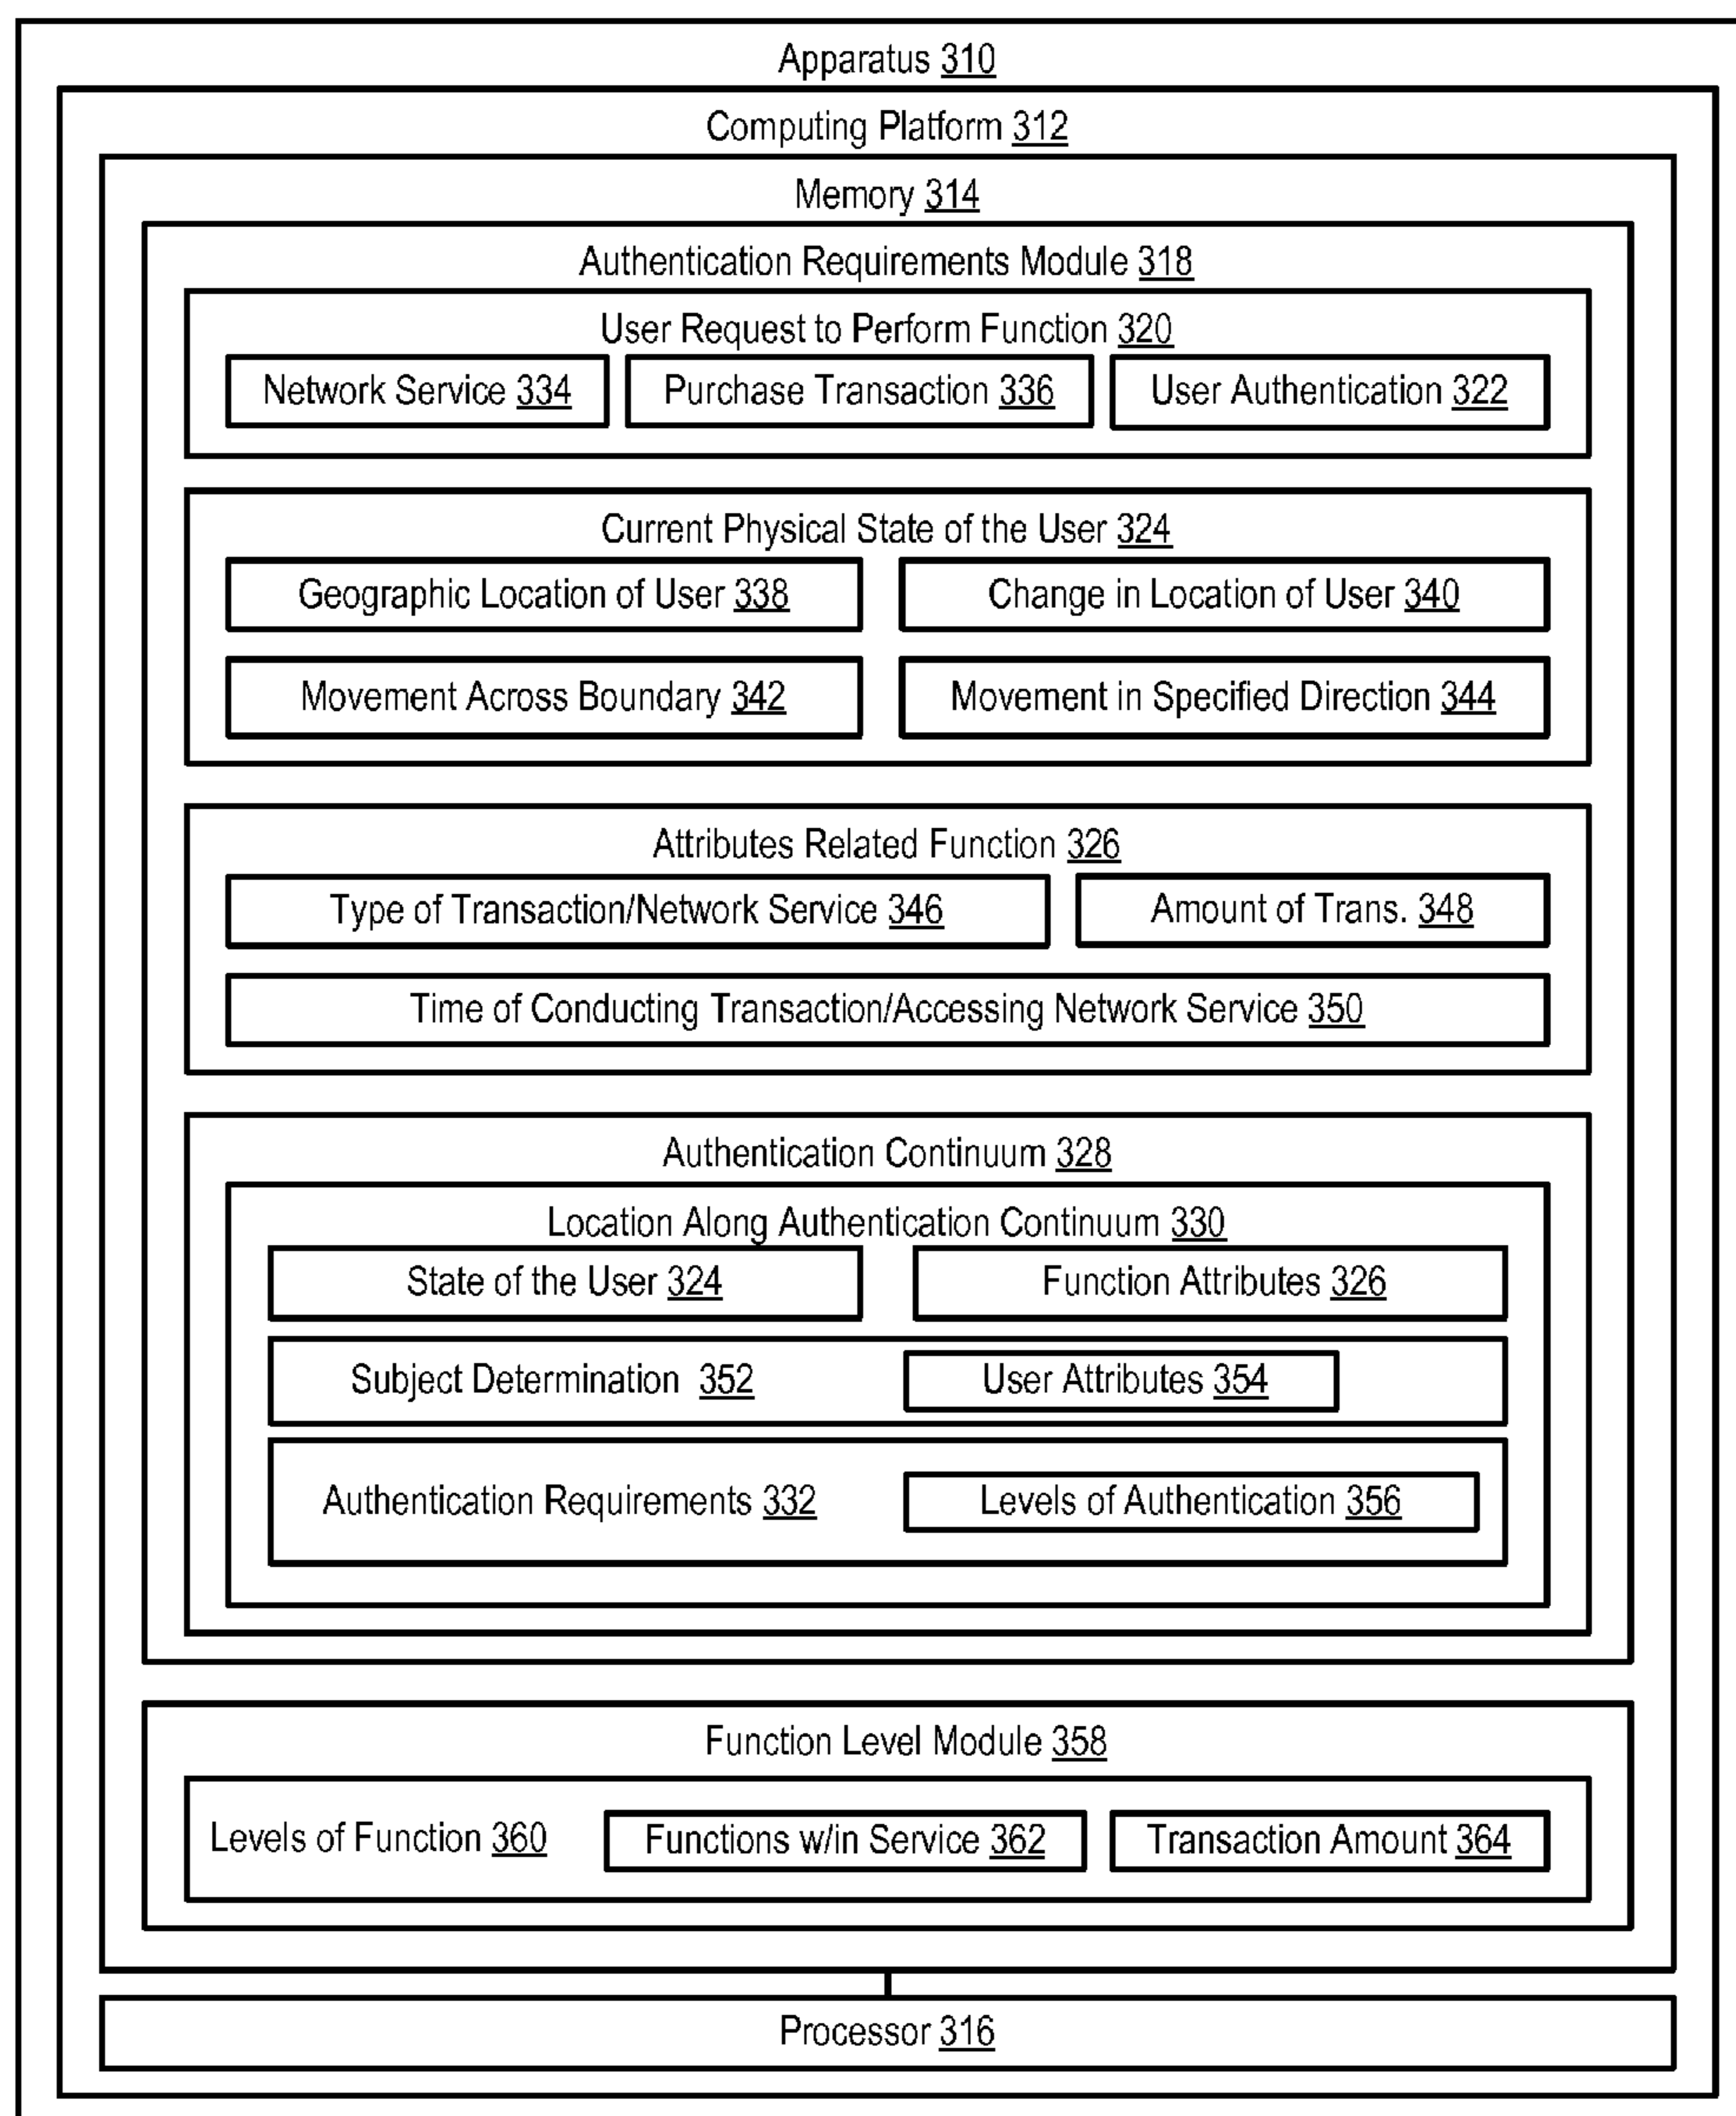 Apparatus 310
Computing Platform 312
Memory 314
Authentication Requirements Module 318
User Request to Perform Function 320
Network Service 334
Purchase Transaction 336
User Authentication 322
Current Physical State of the User 324
Geographic Location of User 338
Change in Location of User 340
Movement Across Boundary 342
Movement in Specified Direction 344
Attributes Related Function 326
Type of Transaction/Network Service 346
Amount of Trans. 348
Time of Conducting Transaction/Accessing Network Service 350
Authentication Continuum 328
Location Along Authentication Continuum 330
State of the User 324
Function Attributes 326
Subject Determination 352
User Attributes 354
Authentication Requirements 332
Levels of Authentication 356
Function Level Module 358
Levels of Function 360
Functions w/in Service 362
Transaction Amount 364
Processor 316